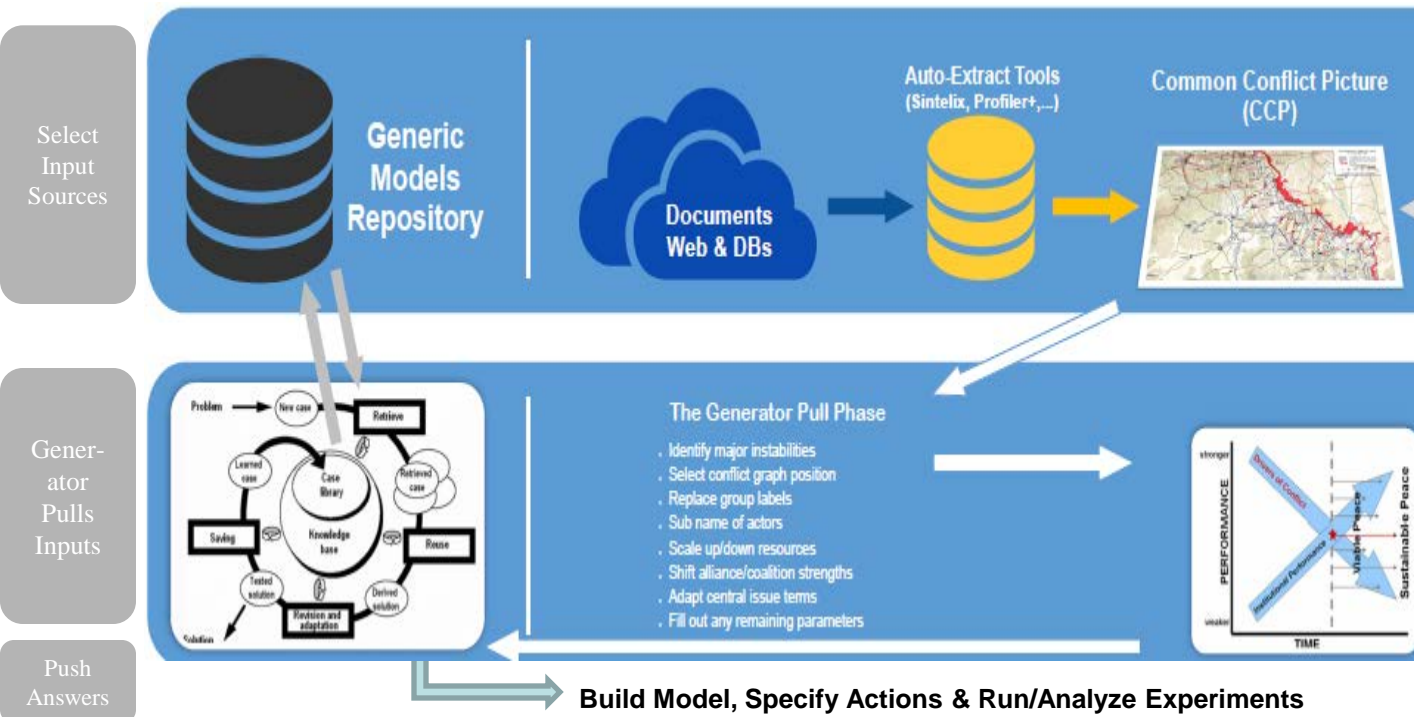 Select
Input
Sources
Generic
Models
Repository
Documents
Web & DBs
Auto-Extract Tools
(Sintelix, Profiler+,...)
Common Conflict Picture
(CCP)
Gener-
ator
Pulls
Inputs
Problem
New case
Retrieve
Learned
case
Case
library
Retrieved
case
Saving
Knowledge
base
Reuse
Tested
solution
Derived
solution
Revision and
adaptation
Solution
The Generator Pull Phase
. Identify major instabilities
. Select conflict graph position
. Replace group labels
. Sub name of actors
. Scale up/down resources
. Shift alliance/coalition strengths
. Adapt central issue terms
. Fill out any remaining parameters
stronger
PERFORMANCE
weaker
Drivers of Conflict
Institutional Performance
Viable Peace
Sustainable Peace
TIME
Push
Answers
Build Model, Specify Actions & Run/Analyze Experiments